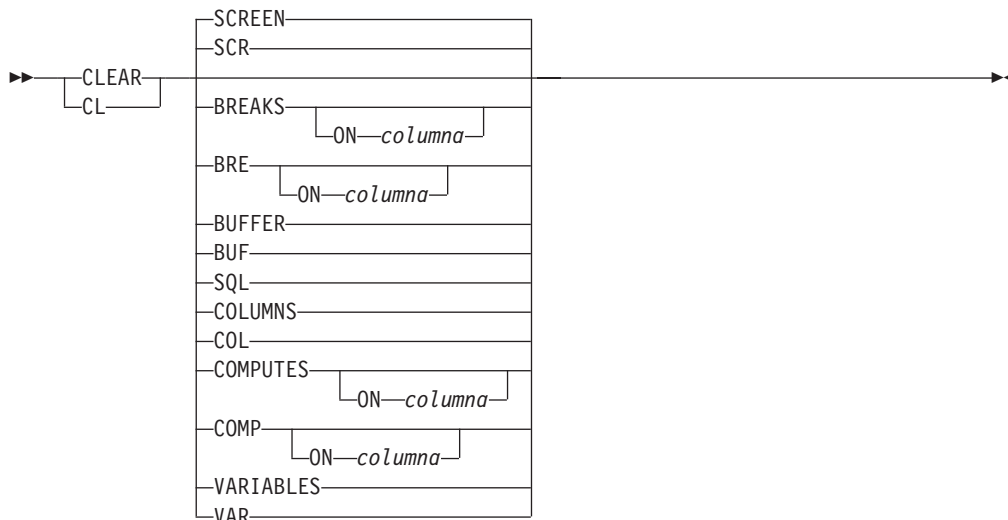 SCREEN
SCR
CLEAR
CL
BREAKS
ON columna
BRE
ON columna
BUFFER
BUF
SQL
COLUMNS
COL
COMPUTES
ON columna
COMP
ON columna
VARIABLES
VAR